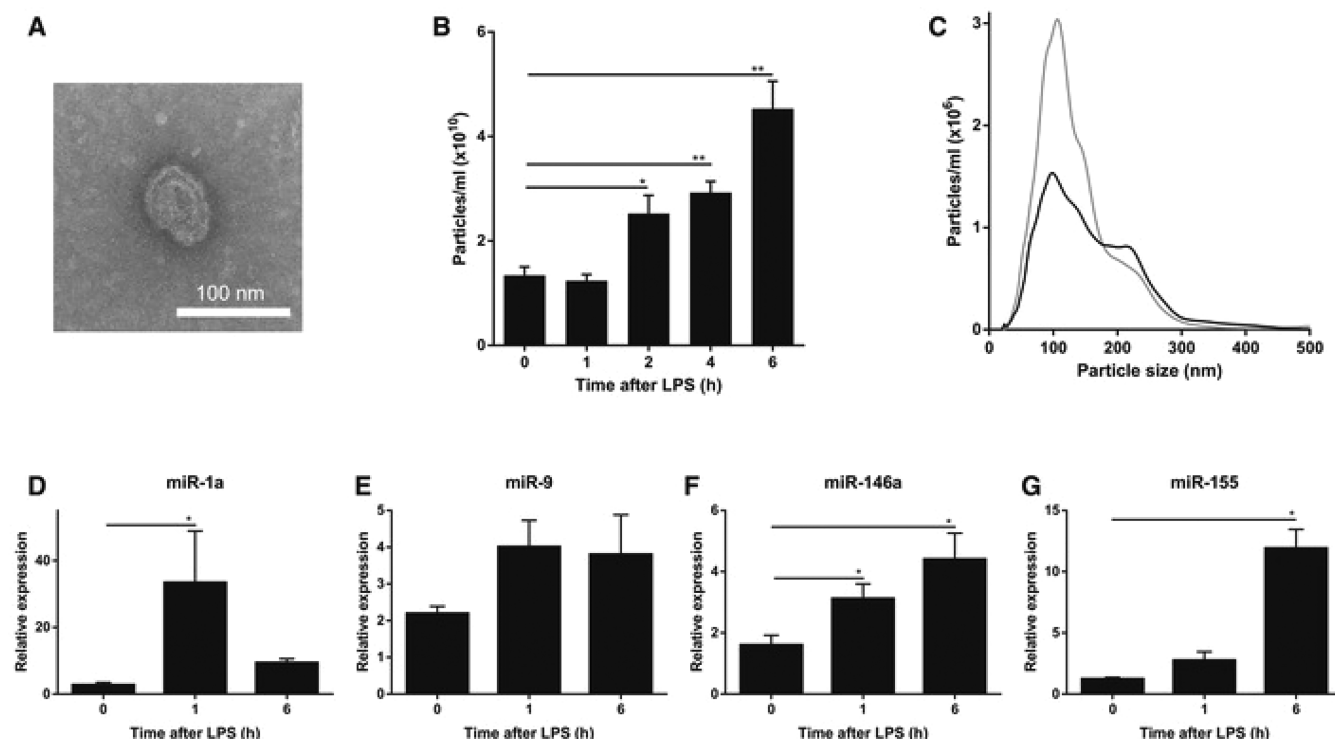 A
100 nm
B
Particles/ml (x10¹⁰)
6
4
2
0
**
**
*
0 1 2 4 6
Time after LPS (h)
C
Particles/ml (x10⁶)
3
2
1
0
0 100 200 300 400 500
Particle size (nm)
D
miR-1a
Relative expression
40
20
0
*
0 1 6
Time after LPS (h)
E
miR-9
Relative expression
5
4
3
2
1
0
0 1 6
Time after LPS (h)
F
miR-146a
Relative expression
6
4
2
0
*
*
0 1 6
Time after LPS (h)
G
miR-155
Relative expression
15
10
5
0
*
0 1 6
Time after LPS (h)